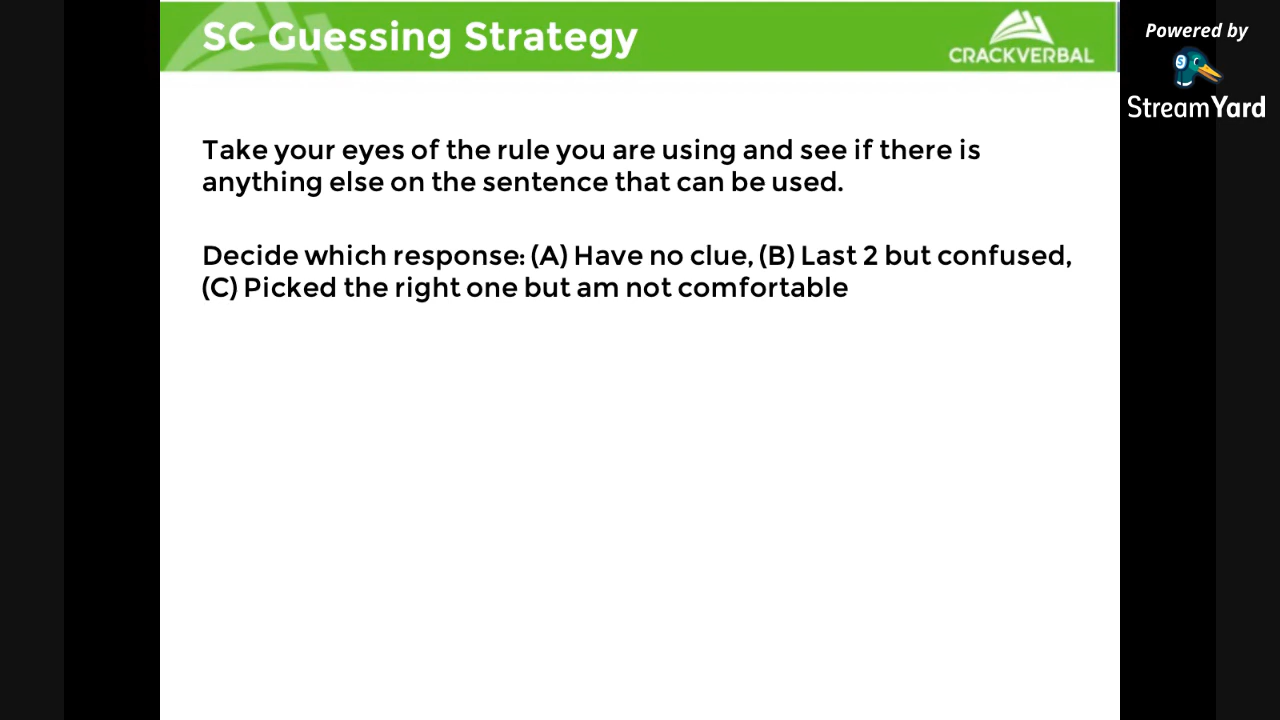 SC Guessing Strategy
CRACKVERBAL
Powered by
StreamYard
Take your eyes of the rule you are using and see if there is
anything else on the sentence that can be used.
Decide which response: (A) Have no clue, (B) Last 2 but confused,
(C) Picked the right one but am not comfortable